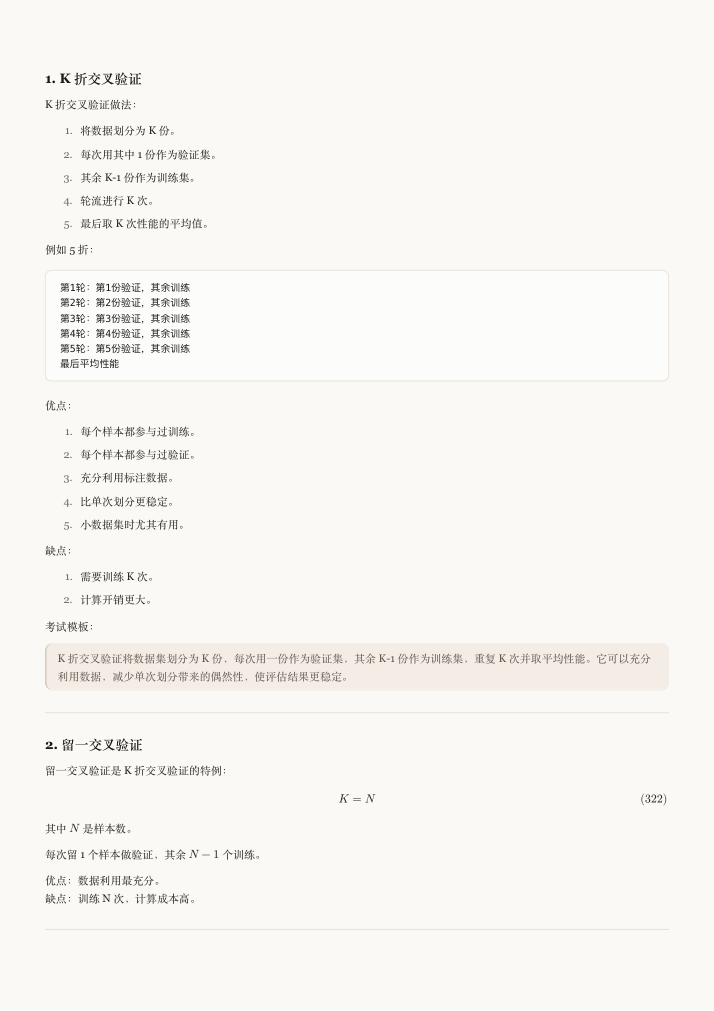 1. K 折交叉验证
K 折交叉验证做法：
1. 将数据划分为 K 份。
2. 每次用其中 1 份作为验证集。
3. 其余 K-1 份作为训练集。
4. 轮流进行 K 次。
5. 最后取 K 次性能的平均值。
例如 5 折：
第1轮：第1份验证，其余训练
第2轮：第2份验证，其余训练
第3轮：第3份验证，其余训练
第4轮：第4份验证，其余训练
第5轮：第5份验证，其余训练
最后平均性能
优点：
1. 每个样本都参与过训练。
2. 每个样本都参与过验证。
3. 充分利用标注数据。
4. 比单次划分更稳定。
5. 小数据集时尤其有用。
缺点：
1. 需要训练 K 次。
2. 计算开销更大。
考试模板：
K 折交叉验证将数据集划分为 K 份，每次用一份作为验证集，其余 K-1 份作为训练集，重复 K 次并取平均性能。它可以充分
利用数据，减少单次划分带来的偶然性，使评估结果更稳定。
2. 留一交叉验证
留一交叉验证是 K 折交叉验证的特例：
K = N (322)
其中 N 是样本数。
每次留 1 个样本做验证，其余 N − 1 个训练。
优点：数据利用最充分。
缺点：训练 N 次，计算成本高。